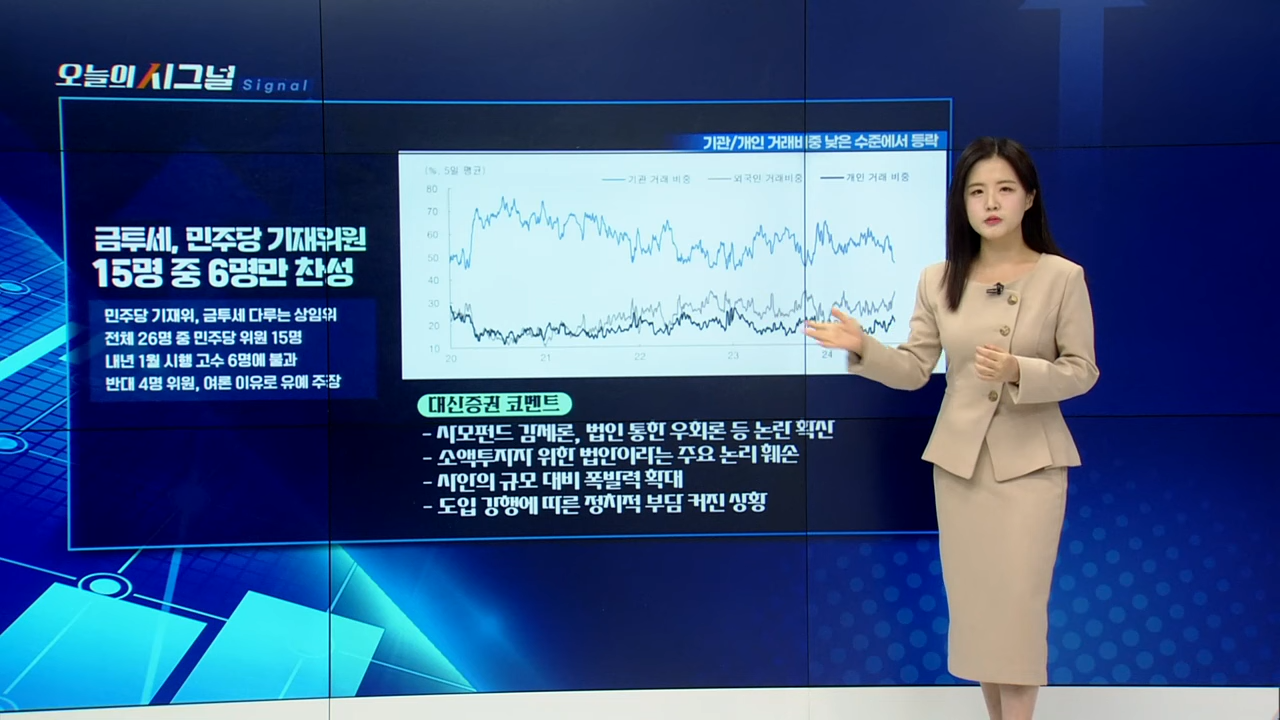 오늘의 시그널 Signal
기관/개인 거래비중 낮은 수준에서 등락
(%, 5일 평균)
기관 거래 비중 외국인 거래비중 개인 거래 비중
80
70
60
50
40
30
20
10
20 21 22 23 24
금투세, 민주당 기재위원
15명 중 6명만 찬성
민주당 기재위, 금투세 다루는 상임위
전체 26명 중 민주당 위원 15명
내년 1월 시행 고수 6명에 불과
반대 4명 위원, 여론 이유로 유예 주장
대신증권 코멘트
- 사모펀드 감세론, 법인 통한 우회론 등 논란 확산
- 소액투자자 위한 법안이라는 주요 논리 훼손
- 사안의 규모 대비 폭발력 확대
- 도입 강행에 따른 정치적 부담 커진 상황